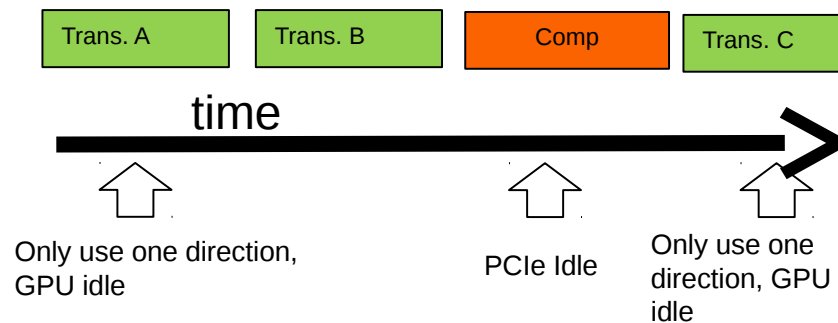 Trans. A
Trans. B
Comp
Trans. C
time
Only use one direction,
GPU idle
PCIe Idle
Only use one
direction, GPU
idle